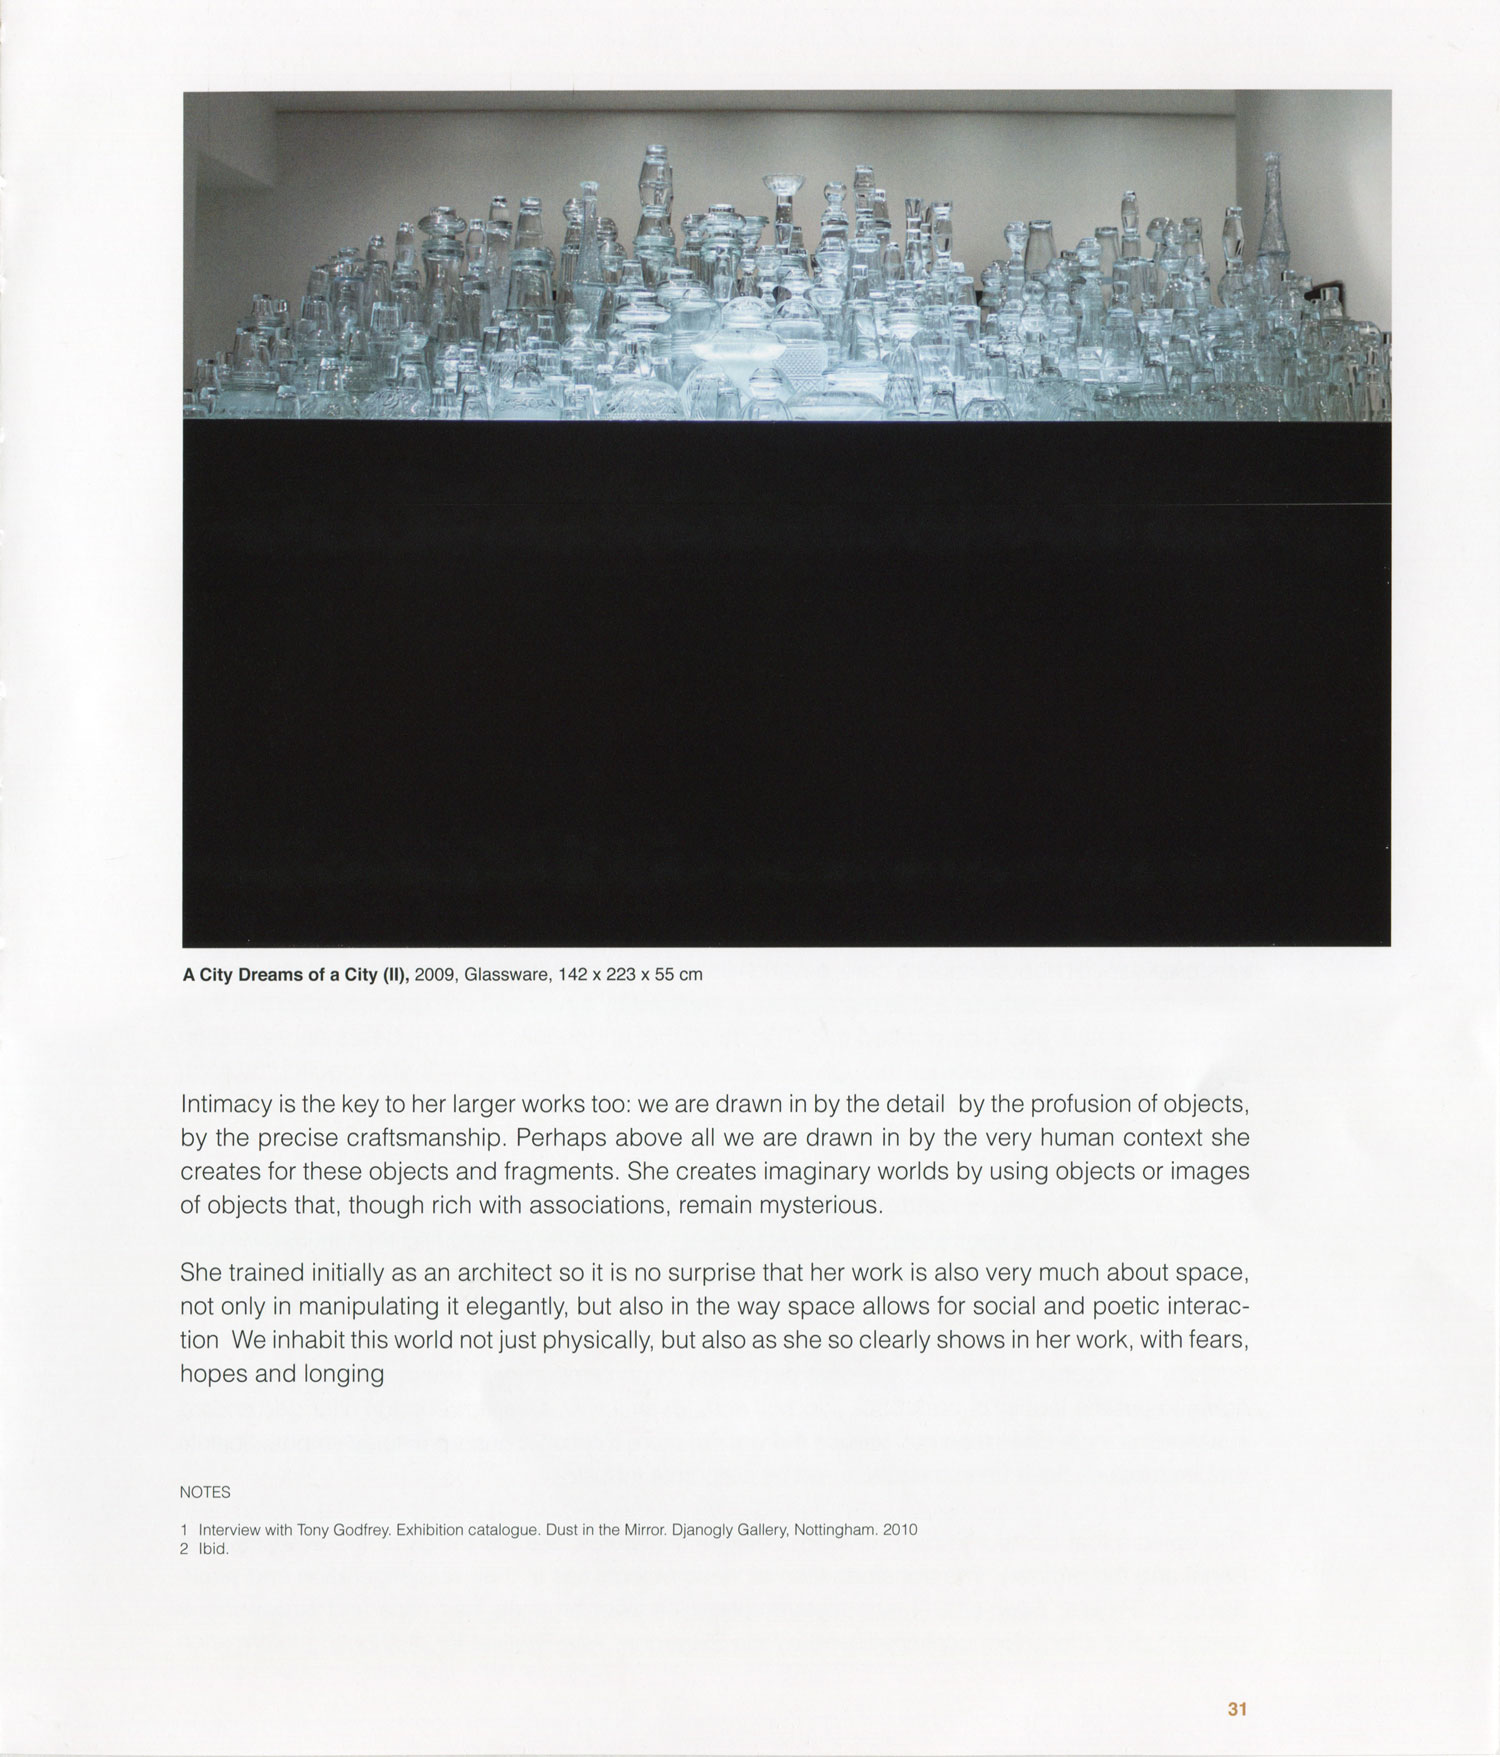 A City Dreams of a City (II), 2009, Glassware, 142 x 223 x 55 cm
Intimacy is the key to her larger works too: we are drawn in by the detail by the profusion of objects,
by the precise craftsmanship. Perhaps above all we are drawn in by the very human context she
creates for these objects and fragments. She creates imaginary worlds by using objects or images
of objects that, though rich with associations, remain mysterious.
She trained initially as an architect so it is no surprise that her work is also very much about space,
not only in manipulating it elegantly, but also in the way space allows for social and poetic interac-
tion We inhabit this world not just physically, but also as she so clearly shows in her work, with fears,
hopes and longing
NOTES
1 Interview with Tony Godfrey. Exhibition catalogue. Dust in the Mirror. Djanogly Gallery, Nottingham. 2010
2 Ibid.
31